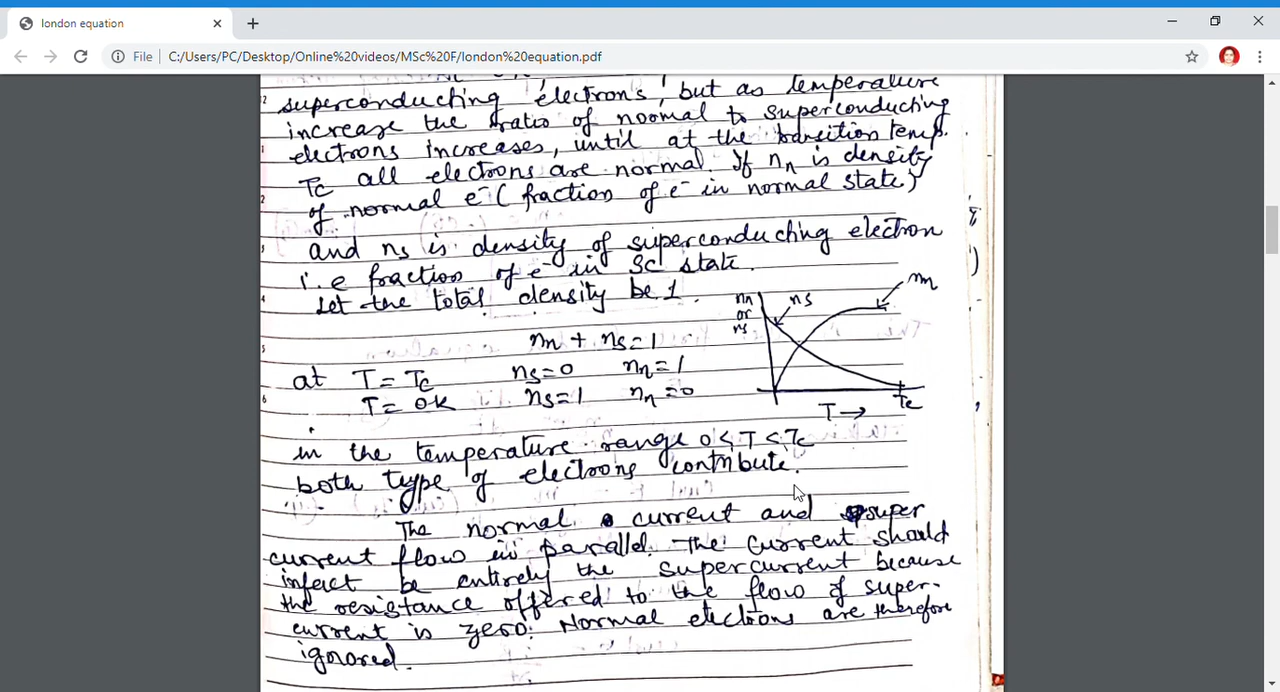 london equation
File C:/Users/PC/Desktop/Online%20videos/MSc%20F/london%20equation.pdf
superconducting electrons, but as temperature
increase the ratio of normal to superconducting
electrons increases, until at the transition temp.
Tc all electrons are normal. If nn is density
of normal e- ( fraction of e- in normal state)
and ns is density of superconducting electron
i.e fraction of e- in SC state.
Let the total density be 1.
nn or ns
ns
nn
nn + ns = 1
at T = Tc ns = 0 nn = 1
T = 0K ns = 1 nn = 0
T → Tc
in the temperature range 0 < T < Tc
both type of electrons contribute.
The normal current and super
current flow in parallel. The current should
infact be entirely the supercurrent because
the resistance offered to the flow of super-
current is zero. Normal electrons are therefore
ignored.